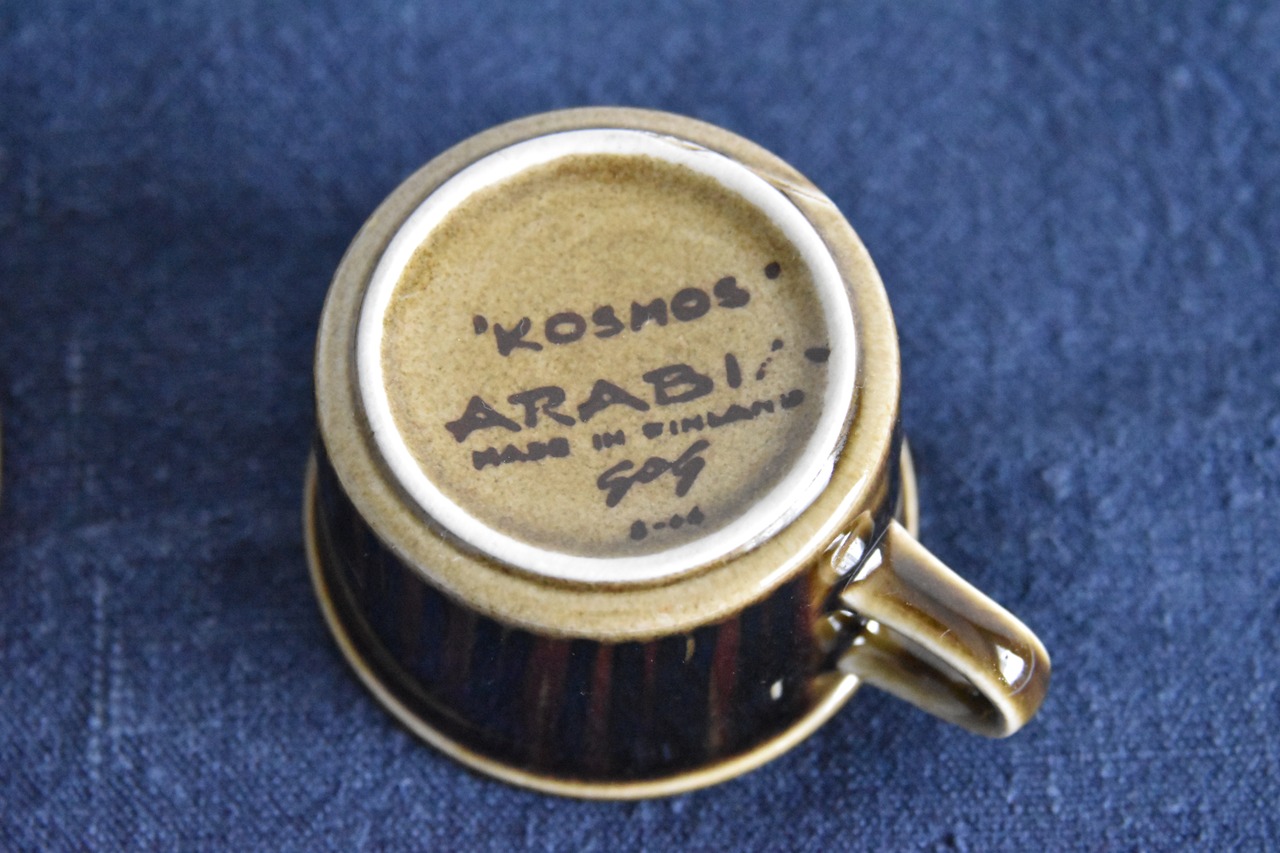 'KOSMOS'
ARABIA
MADE IN FINLAND
GOG